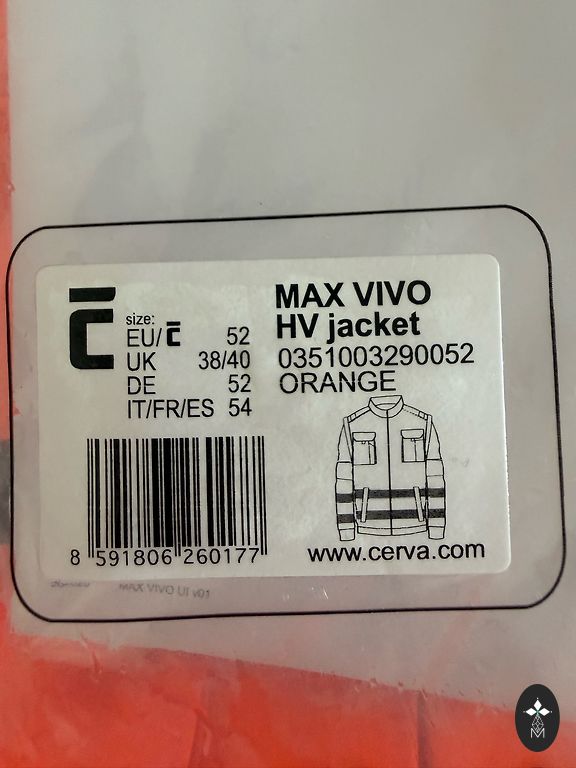 MAX VIVO
HV jacket
0351003290052
ORANGE
size:
EU/Ē 52
UK 38/40
DE 52
IT/FR/ES 54
8 591806 260177
www.cerva.com
MAX VIVO UI v01
M